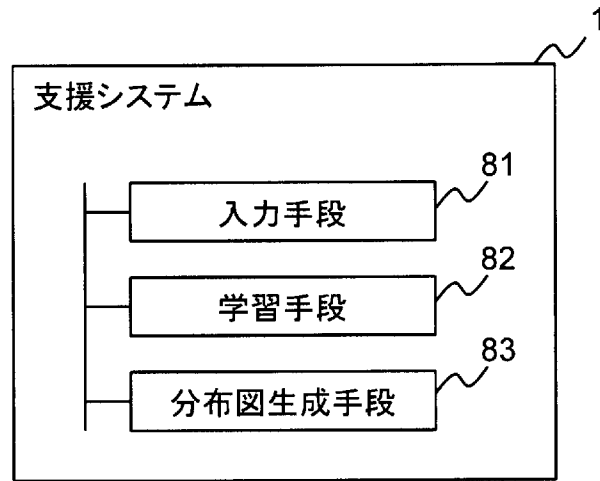 1
支援システム
81
入力手段
82
学習手段
83
分布図生成手段